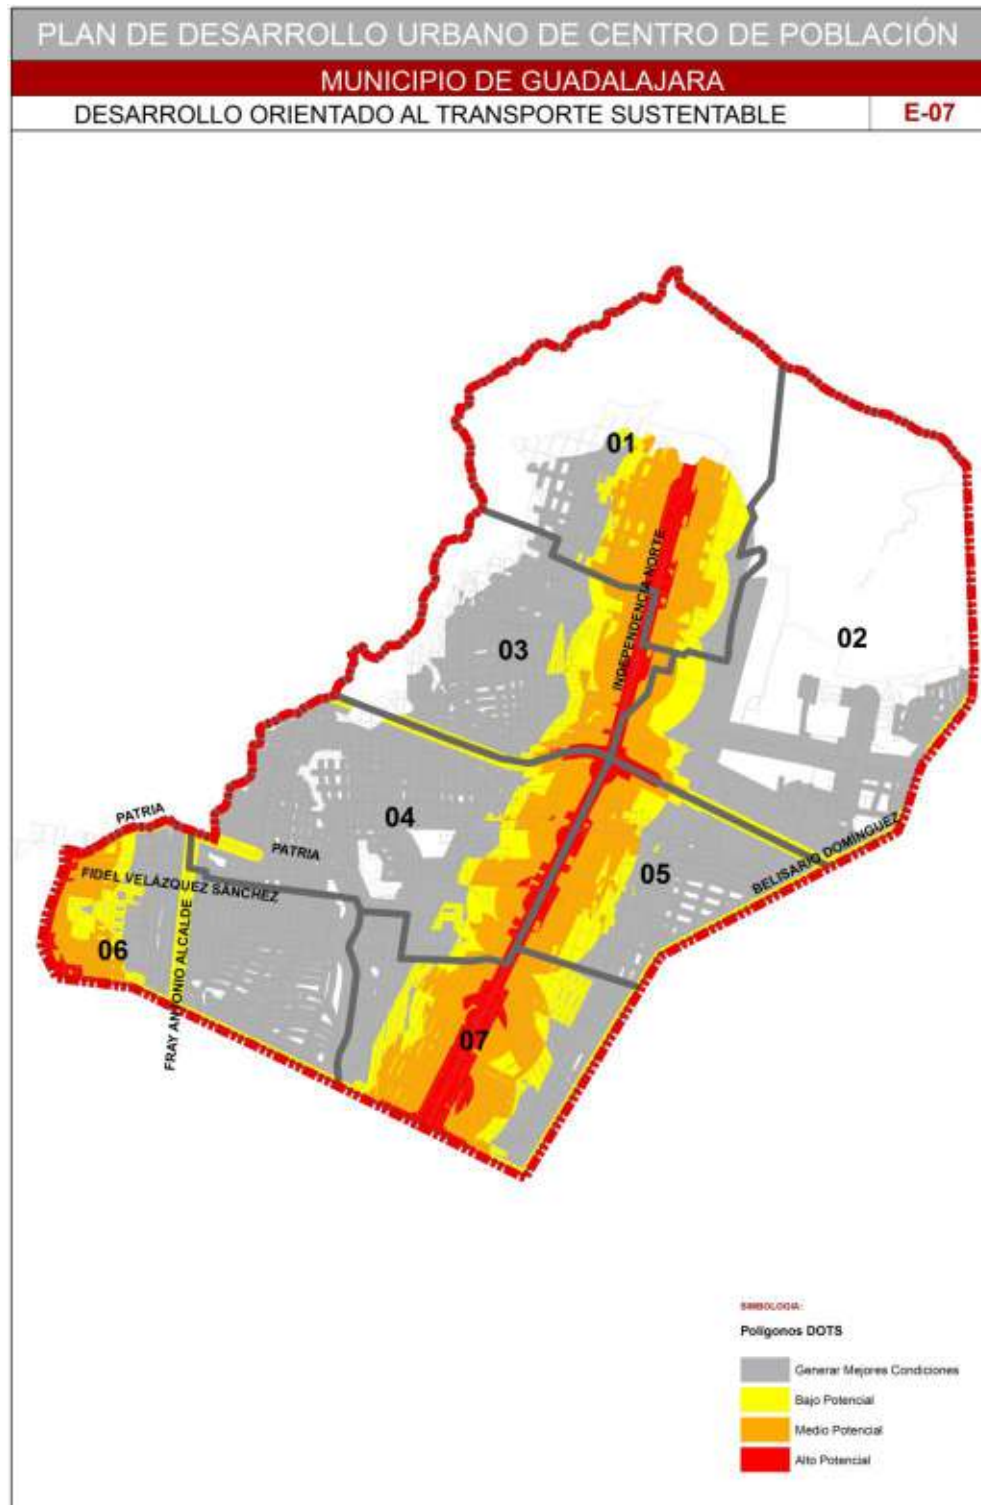 PLAN DE DESARROLLO URBANO DE CENTRO DE POBLACIÓN
MUNICIPIO DE GUADALAJARA
DESARROLLO ORIENTADO AL TRANSPORTE SUSTENTABLE
E-07
01
INDEPENDENCIA NORTE
02
03
04
PATRIA
PATRIA
BELISARIO DOMÍNGUEZ
05
FIDEL VELÁZQUEZ SÁNCHEZ
06
FRAY ANTONIO ALCALDE
07
SIMBOLOGIA:
Polígonos DOTS
Generar Mejores Condiciones
Bajo Potencial
Medio Potencial
Alto Potencial